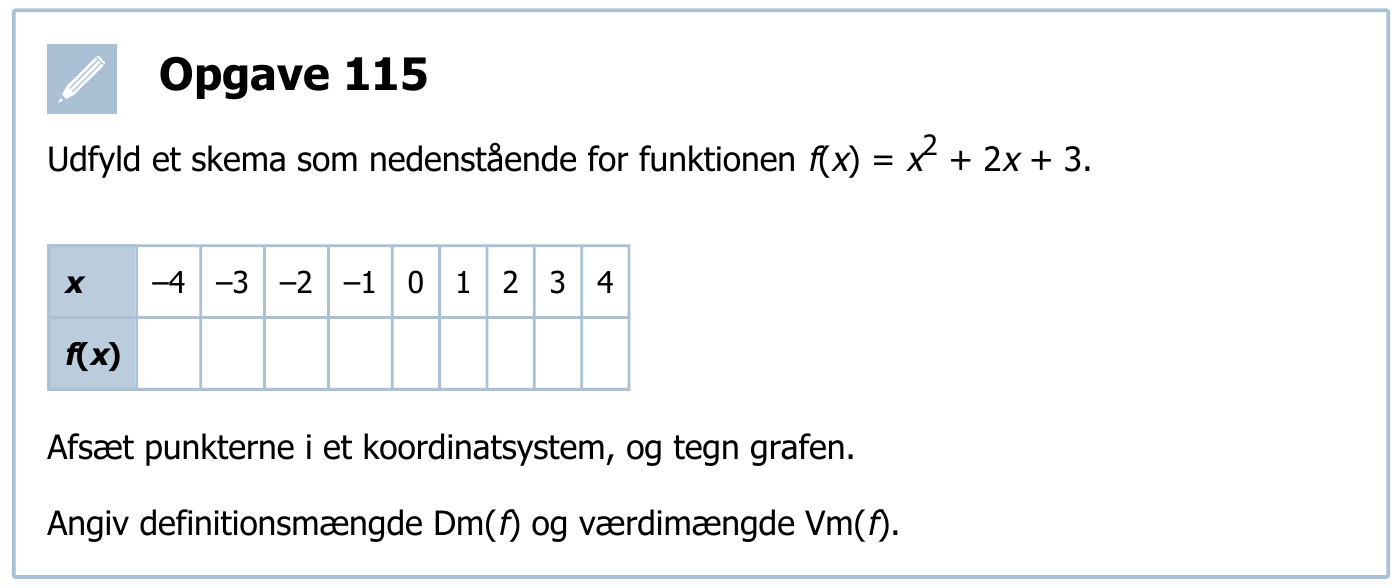 Opgave 115
Udfyld et skema som nedenstående for funktionen f(x) = x² + 2x + 3.
x –4 –3 –2 –1 0 1 2 3 4
f(x)
Afsæt punkterne i et koordinatsystem, og tegn grafen.
Angiv definitionsmængde Dm(f) og værdimængde Vm(f).